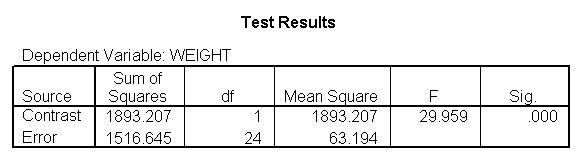 Test Results
Dependent Variable: WEIGHT
Source Sum of Squares df Mean Square F Sig.
Contrast 1893.207 1 1893.207 29.959 .000
Error 1516.645 24 63.194